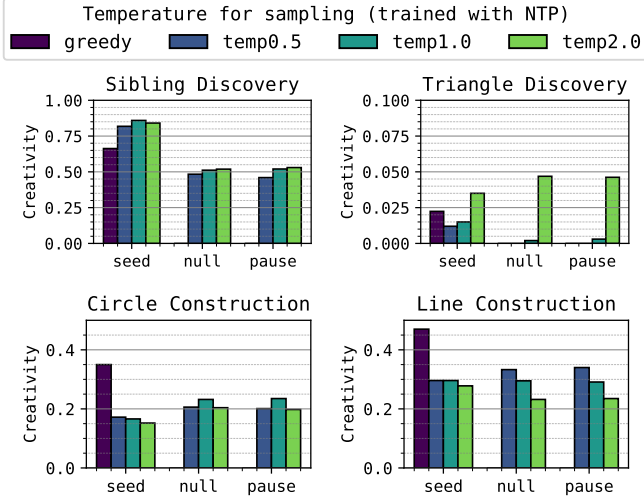 Temperature for sampling (trained with NTP)
greedy temp0.5 temp1.0 temp2.0
Sibling Discovery
Creativity
1.00
0.75
0.50
0.25
0.00
seed null pause
Triangle Discovery
Creativity
0.100
0.075
0.050
0.025
0.000
seed null pause
Circle Construction
Creativity
0.4
0.2
0.0
seed null pause
Line Construction
Creativity
0.4
0.2
0.0
seed null pause